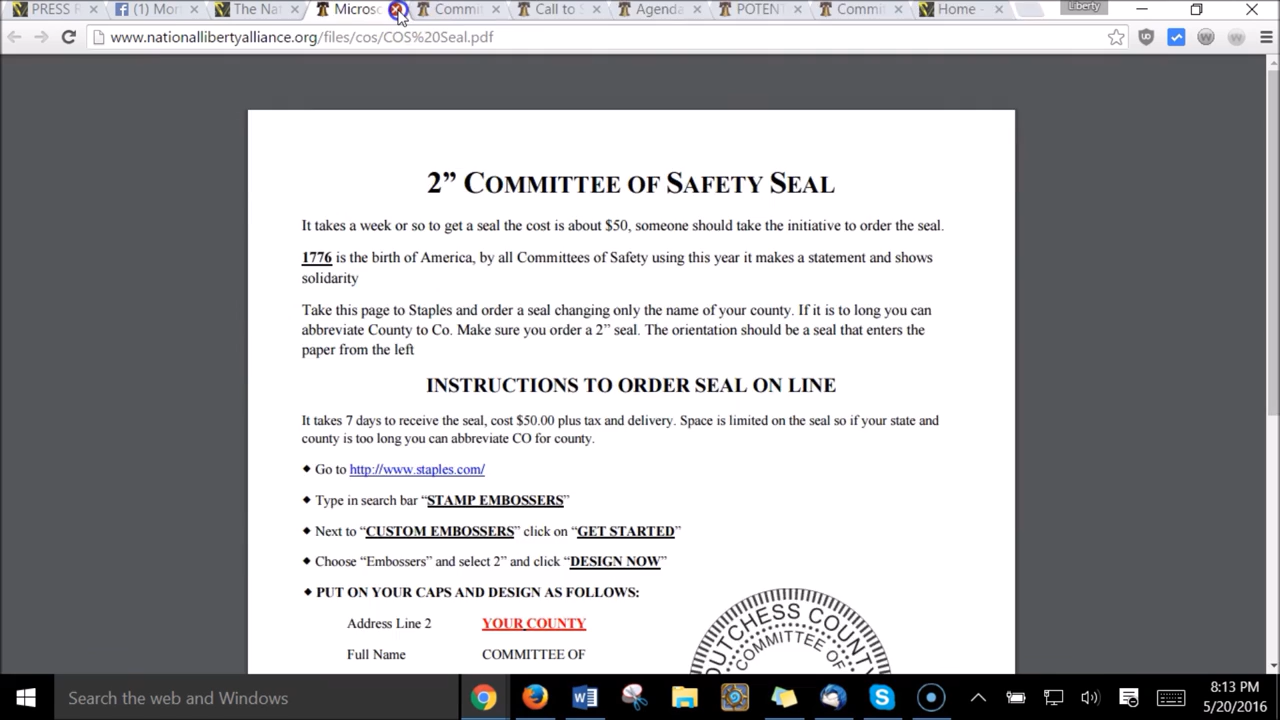 PRESS (1) Mo The Na Micros Commi Call to Agenda POTEN Commi Home - Liberty
www.nationallibertyalliance.org/files/cos/COS%20Seal.pdf
2” COMMITTEE OF SAFETY SEAL
It takes a week or so to get a seal the cost is about $50, someone should take the initiative to order the seal.
1776 is the birth of America, by all Committees of Safety using this year it makes a statement and shows
solidarity
Take this page to Staples and order a seal changing only the name of your county. If it is to long you can
abbreviate County to Co. Make sure you order a 2” seal. The orientation should be a seal that enters the
paper from the left
INSTRUCTIONS TO ORDER SEAL ON LINE
It takes 7 days to receive the seal, cost $50.00 plus tax and delivery. Space is limited on the seal so if your state and
county is too long you can abbreviate CO for county.
◆ Go to http://www.staples.com/
◆ Type in search bar “STAMP EMBOSSERS”
◆ Next to “CUSTOM EMBOSSERS” click on “GET STARTED”
◆ Choose “Embossers” and select 2” and click “DESIGN NOW”
◆ PUT ON YOUR CAPS AND DESIGN AS FOLLOWS:
Address Line 2 YOUR COUNTY
Full Name COMMITTEE OF
DUTCHESS COUNTY
COMMITTEE OF
Search the web and Windows
8:13 PM
5/20/2016